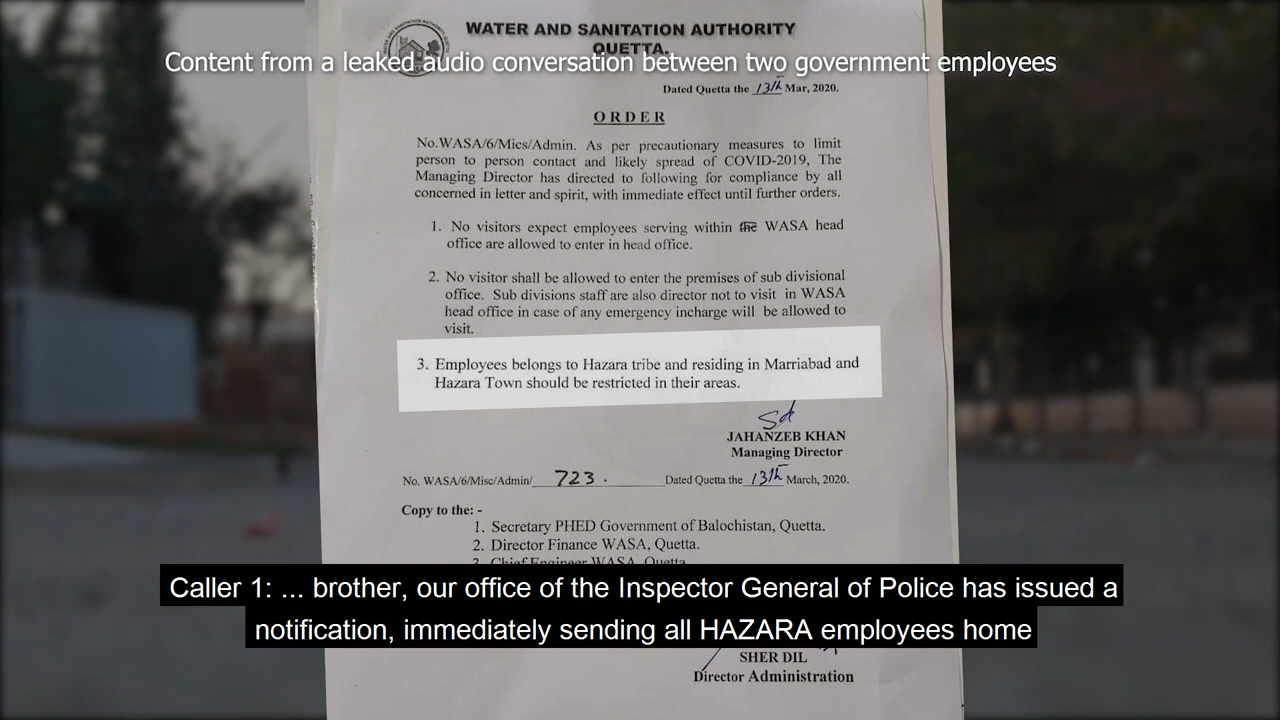 WATER AND SANITATION AUTHORITY
QUETTA.
Content from a leaked audio conversation between two government employees
Dated Quetta the 13th Mar, 2020.
ORDER
No.WASA/6/Mics/Admin. As per precautionary measures to limit
person to person contact and likely spread of COVID-2019, The
Managing Director has directed to following for compliance by all
concerned in letter and spirit, with immediate effect until further orders.
1. No visitors expect employees serving within the WASA head
office are allowed to enter in head office.
2. No visitor shall be allowed to enter the premises of sub divisional
office. Sub divisions staff are also director not to visit in WASA
head office in case of any emergency incharge will be allowed to
visit.
3. Employees belongs to Hazara tribe and residing in Marriabad and
Hazara Town should be restricted in their areas.
Sd
JAHANZEB KHAN
Managing Director
No. WASA/6/Misc/Admin/ 723 . Dated Quetta the 13th March, 2020.
Copy to the: -
1. Secretary PHED Government of Balochistan, Quetta.
2. Director Finance WASA, Quetta.
3. Chief Engineer WASA, Quetta
Caller 1: ... brother, our office of the Inspector General of Police has issued a
notification, immediately sending all HAZARA employees home
SHER DIL
Director Administration